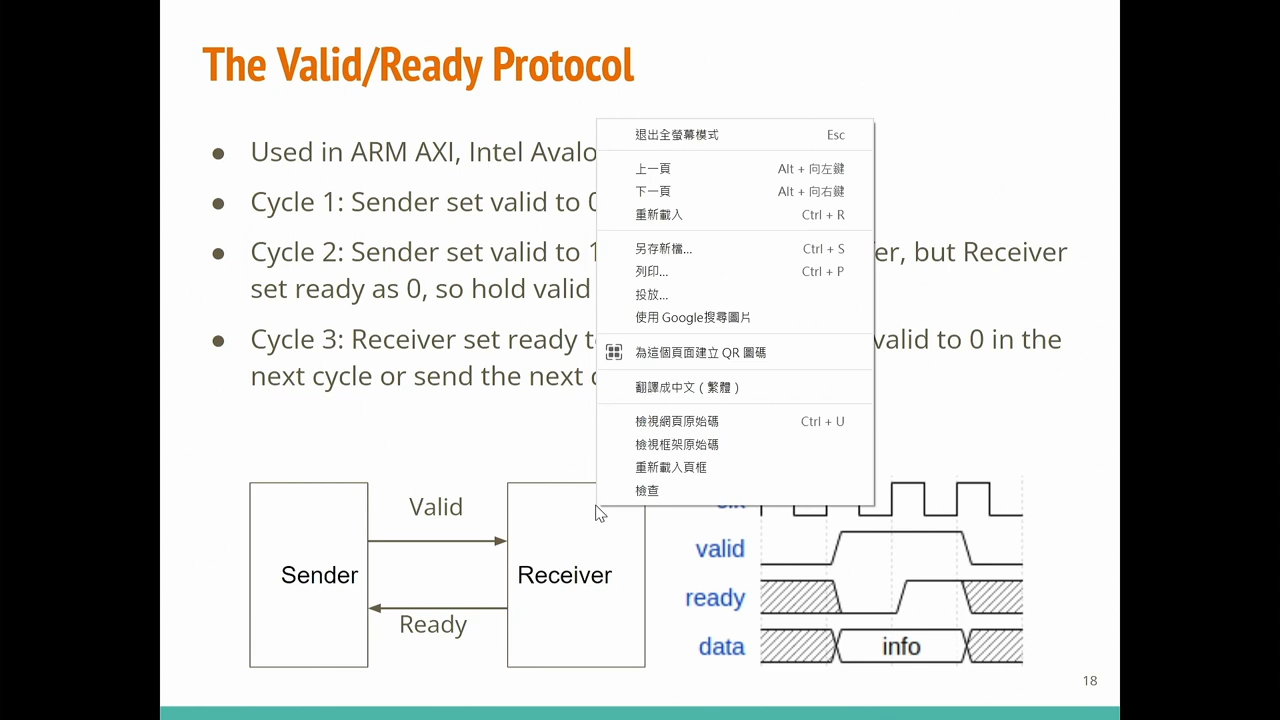 The Valid/Ready Protocol
● Used in ARM AXI, Intel Avalo
● Cycle 1: Sender set valid to 0
● Cycle 2: Sender set valid to 1 er, but Receiver
set ready as 0, so hold valid
● Cycle 3: Receiver set ready t valid to 0 in the
next cycle or send the next
退出全螢幕模式 Esc
上一頁 Alt + 向左鍵
下一頁 Alt + 向右鍵
重新載入 Ctrl + R
另存新檔... Ctrl + S
列印... Ctrl + P
投放...
使用 Google搜尋圖片
為這個頁面建立 QR 圖碼
翻譯成中文 ( 繁體 )
檢視網頁原始碼 Ctrl + U
檢視框架原始碼
重新載入頁框
檢查
Valid
Sender
Receiver
Ready
clk
valid
ready
data
info
18